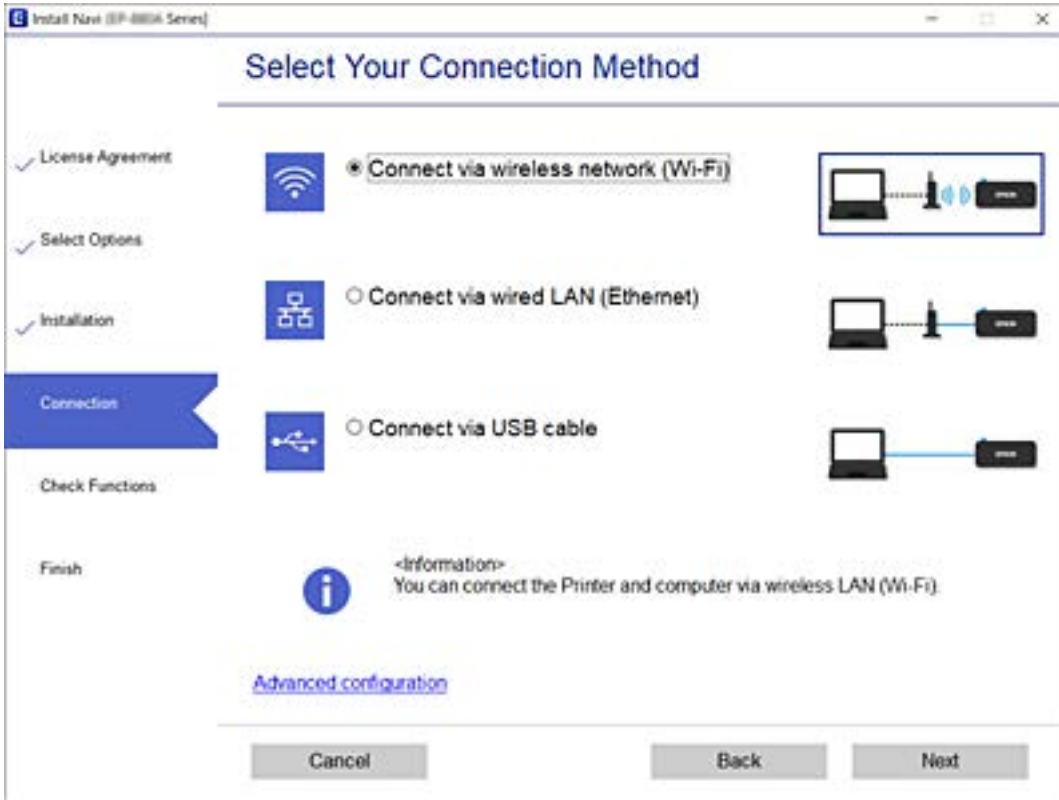 Install Navi Series]
Select Your Connection Method
License Agreement
Select Options
Installation
Connection
Check Functions
Finish
Connect via wireless network (Wi-Fi)
Connect via wired LAN (Ethernet)
Connect via USB cable
<Information>
You can connect the Printer and computer via wireless LAN (Wi-Fi).
Advanced configuration
Cancel
Back
Next